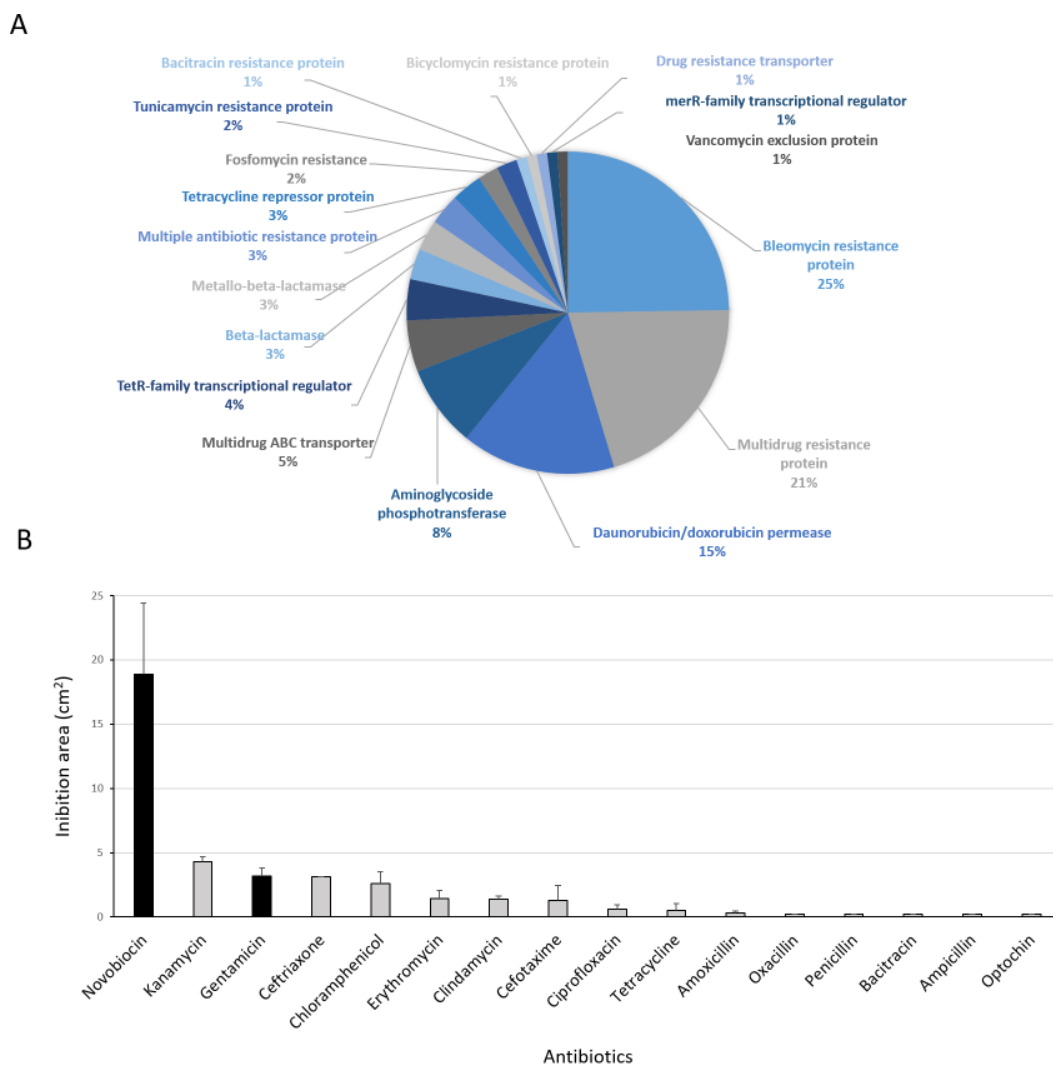 A
Bacitracin resistance protein
1%
Bicyclomycin resistance protein
1%
Drug resistance transporter
1%
Tunicamycin resistance protein
2%
merR-family transcriptional regulator
1%
Vancomycin exclusion protein
1%
Fosfomycin resistance
2%
Tetracycline repressor protein
3%
Multiple antibiotic resistance protein
3%
Bleomycin resistance
protein
25%
Metallo-beta-lactamase
3%
Beta-lactamase
3%
TetR-family transcriptional regulator
4%
Multidrug ABC transporter
5%
Multidrug resistance
protein
21%
Aminoglycoside
phosphotransferase
8%
Daunorubicin/doxorubicin permease
15%
B
Inibition area (cm²)
25
20
15
10
5
0
Novobiocin
Kanamycin
Gentamicin
Ceftriaxone
Chloramphenicol
Erythromycin
Clindamycin
Cefotaxime
Ciprofloxacin
Tetracycline
Amoxicillin
Oxacillin
Penicillin
Bacitracin
Ampicillin
Optochin
Antibiotics